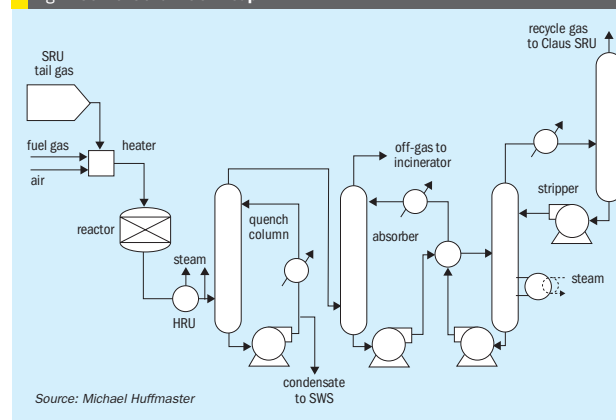 recycle gas
to Claus SRU
SRU
tail gas
fuel gas
heater
air
off-gas to
incinerator
reactor
quench
column
absorber
stripper
steam
steam
HRU
condensate
to SWS
Source: Michael Huffmaster